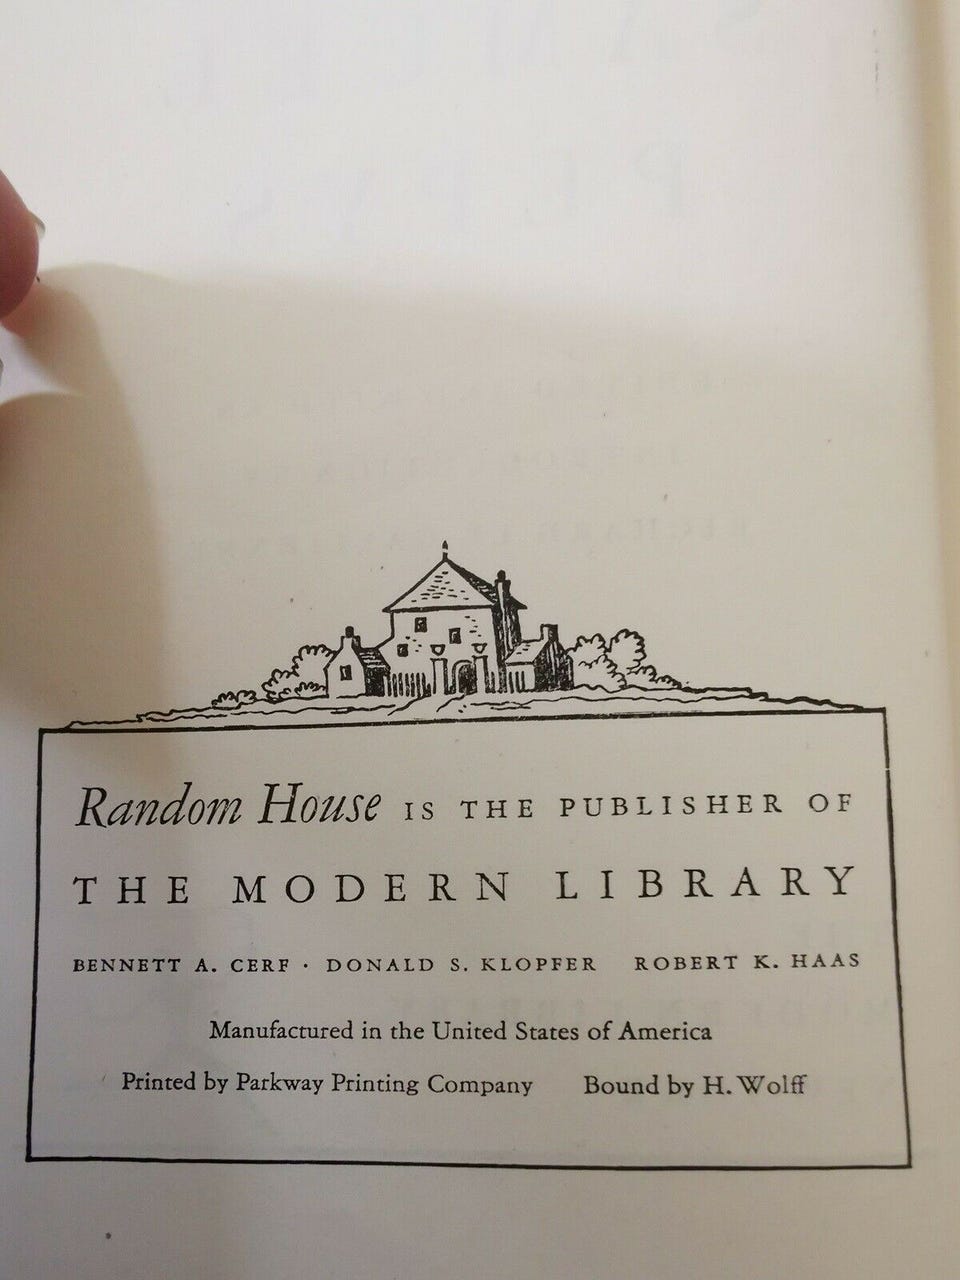 Random House IS THE PUBLISHER OF
THE MODERN LIBRARY
BENNETT A. CERF · DONALD S. KLOPFER ROBERT K. HAAS
Manufactured in the United States of America
Printed by Parkway Printing Company Bound by H. Wolff